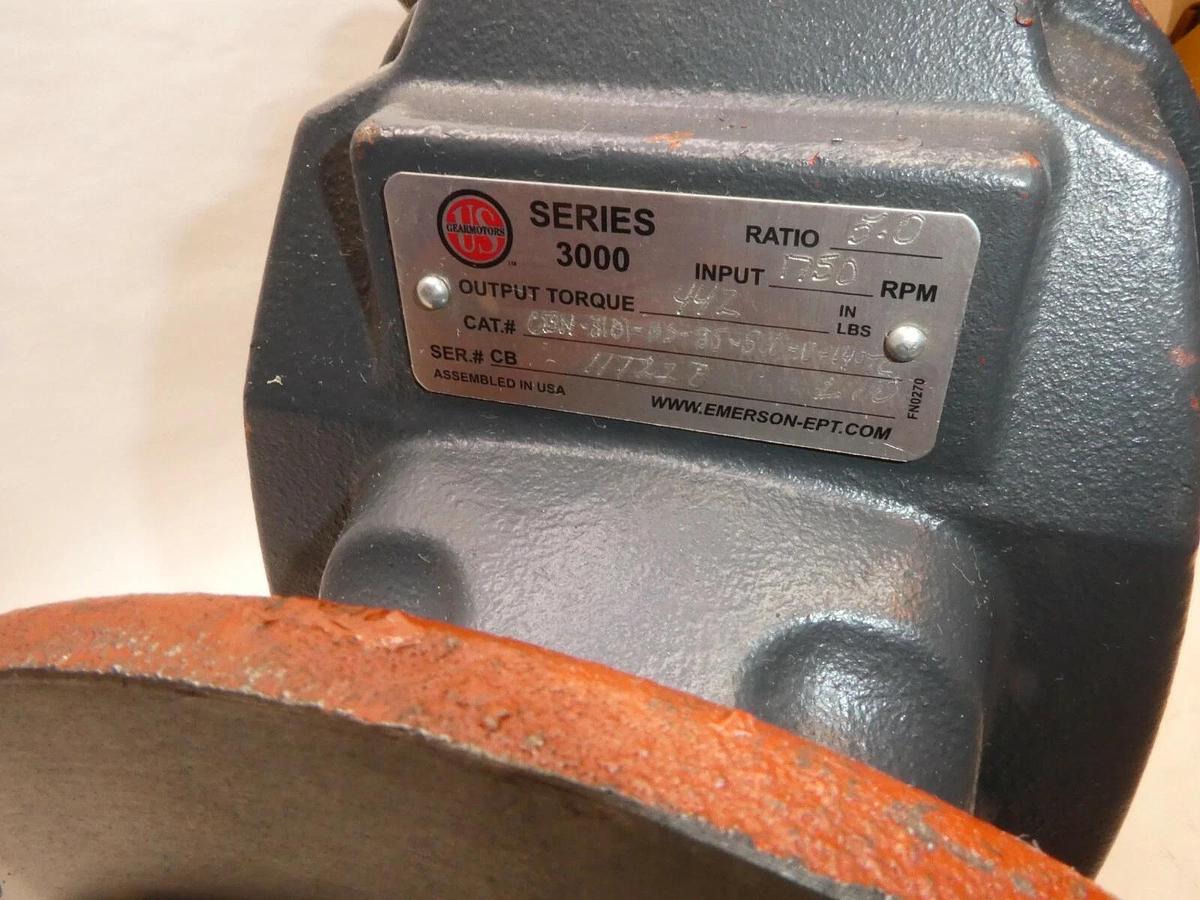 US
GEARMOTORS
SERIES
3000
RATIO 5.0
INPUT 1750 RPM
OUTPUT TORQUE 442 IN LBS
CAT.#
SER.# CB
ASSEMBLED IN USA
WWW.EMERSON-EPT.COM
FN0270